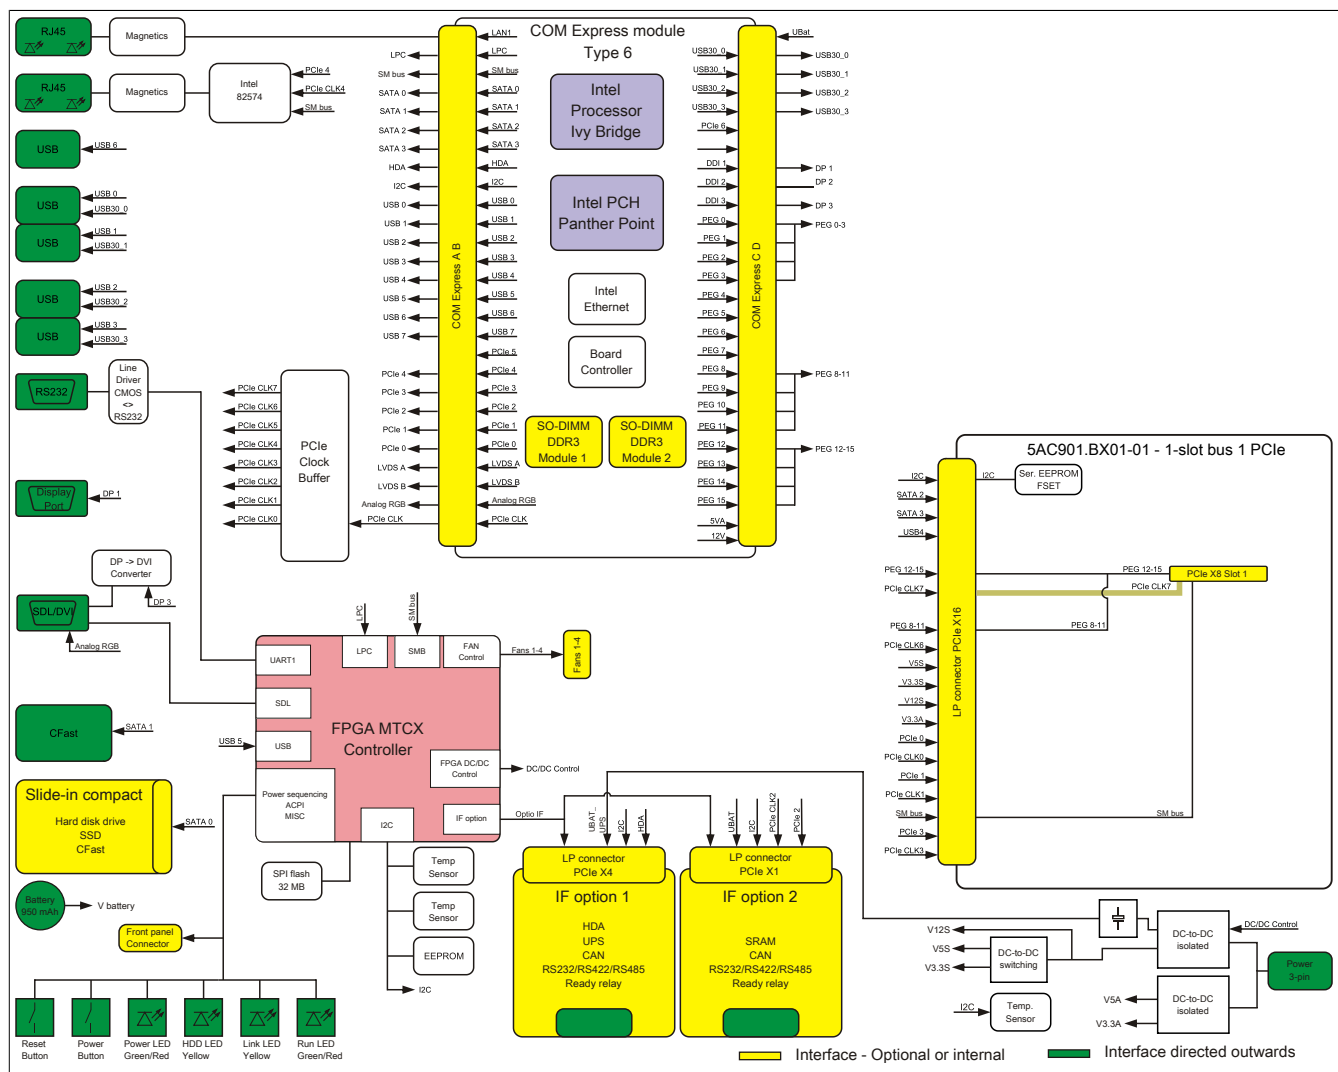 RJ45
Magnetics
RJ45
Magnetics
Intel
82574
PCIe 4
PCIe CLK4
SM bus
USB
USB 6
USB
USB 0
USB30_0
USB
USB 1
USB30_1
USB
USB 2
USB30_2
USB
USB 3
USB30_3
RS232
Line
Driver
CMOS
<>
RS232
Display
Port
DP 1
DP -> DVI
Converter
DP 3
SDL/DVI
Analog RGB
CFast
SATA 1
Slide-in compact
Hard disk drive
SSD
CFast
SATA 0
Battery
950 mAh
V battery
Front panel
Connector
Reset
Button
Power
Button
Power LED
Green/Red
HDD LED
Yellow
Link LED
Yellow
Run LED
Green/Red
PCIe CLK7
PCIe CLK6
PCIe CLK5
PCIe CLK4
PCIe CLK3
PCIe CLK2
PCIe CLK1
PCIe CLK0
PCIe
Clock
Buffer
PCIe CLK
LPC
SM bus
SATA 0
SATA 1
SATA 2
SATA 3
HDA
I2C
USB 0
USB 1
USB 2
USB 3
USB 4
USB 5
USB 6
USB 7
PCIe 4
PCIe 3
PCIe 2
PCIe 1
PCIe 0
LVDS A
LVDS B
Analog RGB
COM Express A B
LAN1
LPC
SM bus
SATA 0
SATA 1
SATA 2
SATA 3
HDA
I2C
USB 0
USB 1
USB 2
USB 3
USB 4
USB 5
USB 6
USB 7
PCIe 5
PCIe 4
PCIe 3
PCIe 2
PCIe 1
PCIe 0
LVDS A
LVDS B
Analog RGB
PCIe CLK
COM Express module
Type 6
Intel
Processor
Ivy Bridge
Intel PCH
Panther Point
Intel
Ethernet
Board
Controller
SO-DIMM
DDR3
Module 1
SO-DIMM
DDR3
Module 2
USB30_0
USB30_1
USB30_2
USB30_3
PCIe 6
DDI 1
DDI 2
DDI 3
PEG 0
PEG 1
PEG 2
PEG 3
PEG 4
PEG 5
PEG 6
PEG 7
PEG 8
PEG 9
PEG 10
PEG 11
PEG 12
PEG 13
PEG 14
PEG 15
5VA
12V
COM Express C D
UBat
USB30_0
USB30_1
USB30_2
USB30_3
DP 1
DP 2
DP 3
PEG 0-3
PEG 8-11
PEG 12-15
FPGA MTCX
Controller
LPC
SM bus
LPC
SMB
FAN
Control
Fans 1-4
Fans 1-4
UART1
SDL
USB 5
USB
Power sequencing
ACPI
MISC
I2C
FPGA DC/DC
Control
DC/DC Control
IF option
Optio IF
SPI flash
32 MB
Temp
Sensor
Temp
Sensor
EEPROM
I2C
UBAT_
UPS
I2C
HDA
LP connector
PCIe X4
IF option 1
HDA
UPS
CAN
RS232/RS422/RS485
Ready relay
UBAT
I2C
PCIe CLK2
PCIe 2
LP connector
PCIe X1
IF option 2
SRAM
CAN
RS232/RS422/RS485
Ready relay
5AC901.BX01-01 - 1-slot bus 1 PCIe
I2C
SATA 2
SATA 3
USB4
PEG 12-15
PCIe CLK7
PEG 8-11
PCIe CLK6
V5S
V3.3S
V12S
V3.3A
PCIe 0
PCIe CLK0
PCIe 1
PCIe CLK1
SM bus
PCIe 3
PCIe CLK3
LP connector PCIe X16
I2C
Ser. EEPROM
FSET
PEG 12-15
PCIe X8 Slot 1
PCIe CLK7
PEG 8-11
SM bus
V12S
V5S
V3.3S
DC-to-DC
switching
DC-to-DC
isolated
DC/DC Control
Power
3-pin
DC-to-DC
isolated
V5A
V3.3A
I2C
Temp.
Sensor
Interface - Optional or internal
Interface directed outwards